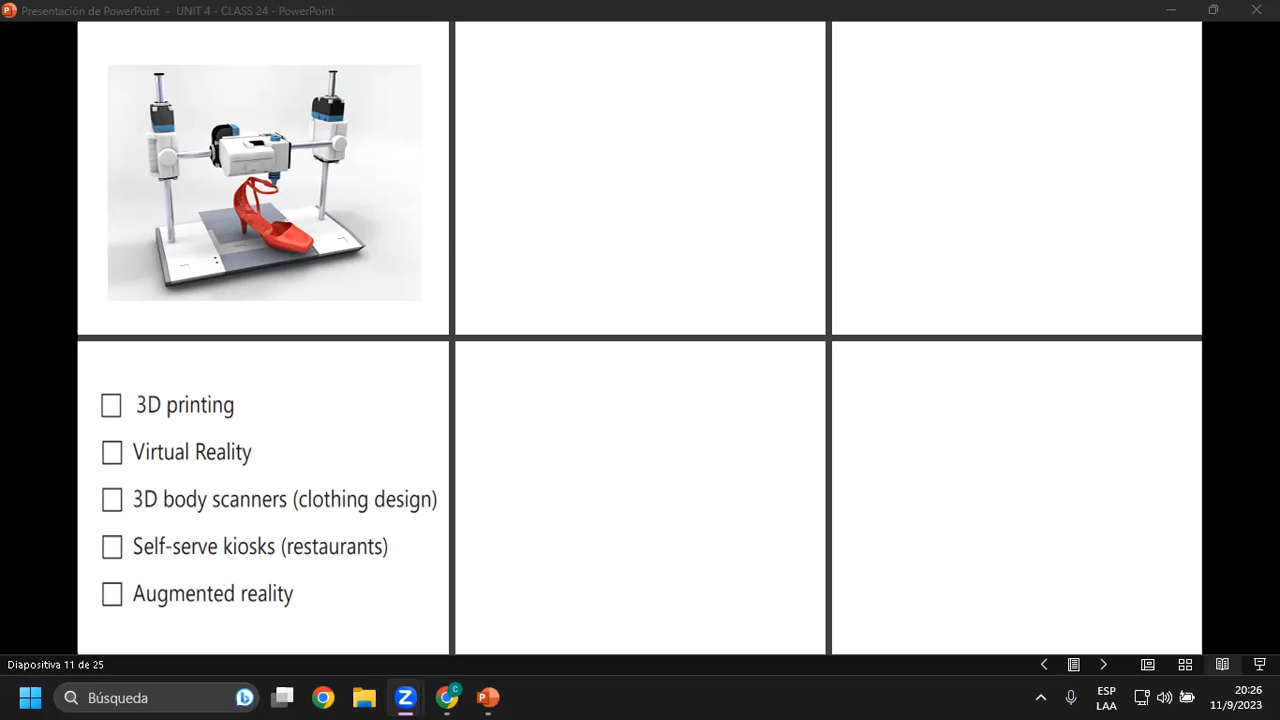 Presentación de PowerPoint - UNIT 4 - CLASS 24 - PowerPoint
3D printing
Virtual Reality
3D body scanners (clothing design)
Self-serve kiosks (restaurants)
Augmented reality
Diapositiva 11 de 25
Búsqueda
ESP
LAA
20:26
11/9/2023